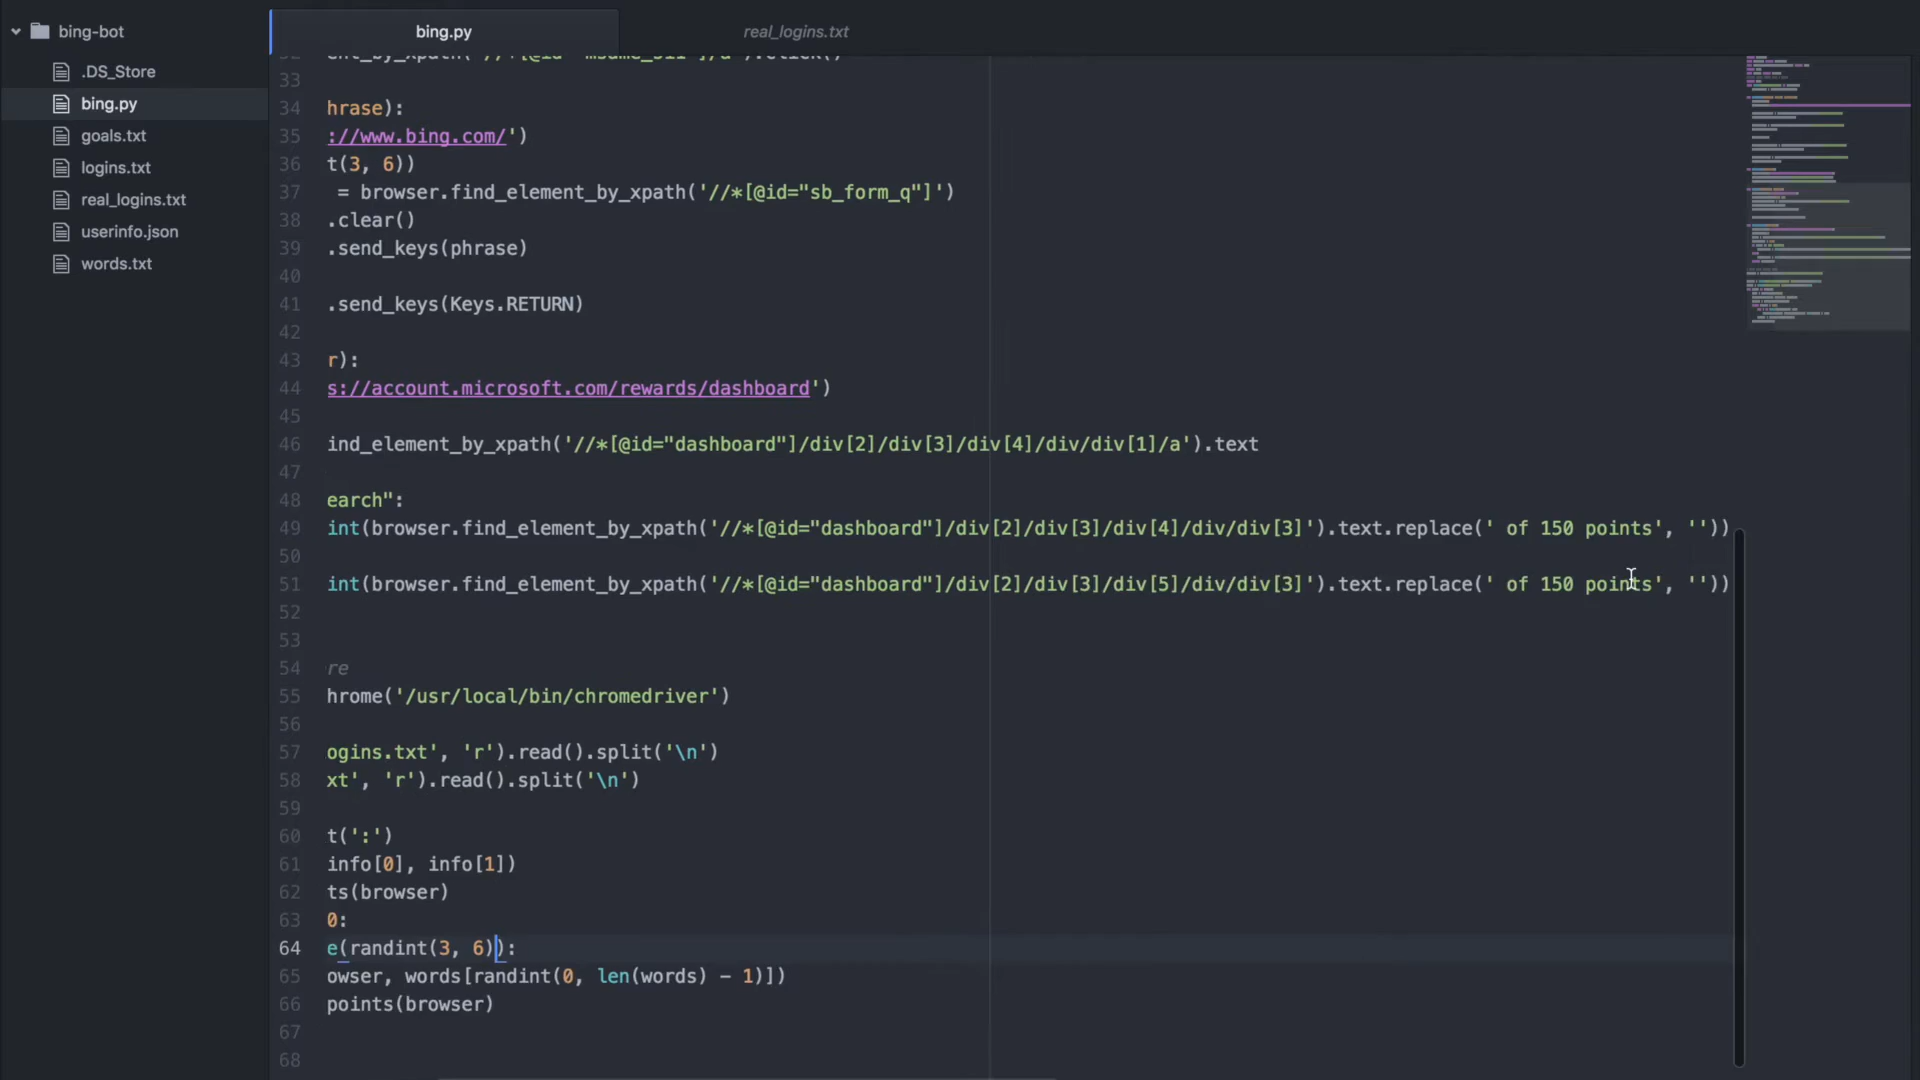 bing-bot
bing.py
real_logins.txt
.DS_Store
bing.py
goals.txt
logins.txt
real_logins.txt
userinfo.json
words.txt
33
34 hrase):
35 ://www.bing.com/')
36 t(3, 6))
37 = browser.find_element_by_xpath('//*[@id="sb_form_q"]')
38 .clear()
39 .send_keys(phrase)
40
41 .send_keys(Keys.RETURN)
42
43 r):
44 s://account.microsoft.com/rewards/dashboard')
45
46 ind_element_by_xpath('//*[@id="dashboard"]/div[2]/div[3]/div[4]/div/div[1]/a').text
47
48 earch":
49 int(browser.find_element_by_xpath('//*[@id="dashboard"]/div[2]/div[3]/div[4]/div/div[3]').text.replace(' of 150 points', ''))
50
51 int(browser.find_element_by_xpath('//*[@id="dashboard"]/div[2]/div[3]/div[5]/div/div[3]').text.replace(' of 150 points', ''))
52
53
54 re
55 hrome('/usr/local/bin/chromedriver')
56
57 ogins.txt', 'r').read().split('\n')
58 xt', 'r').read().split('\n')
59
60 t(':')
61 info[0], info[1])
62 ts(browser)
63 0:
64 e(randint(3, 6)):
65 owser, words[randint(0, len(words) - 1)])
66 points(browser)
67
68